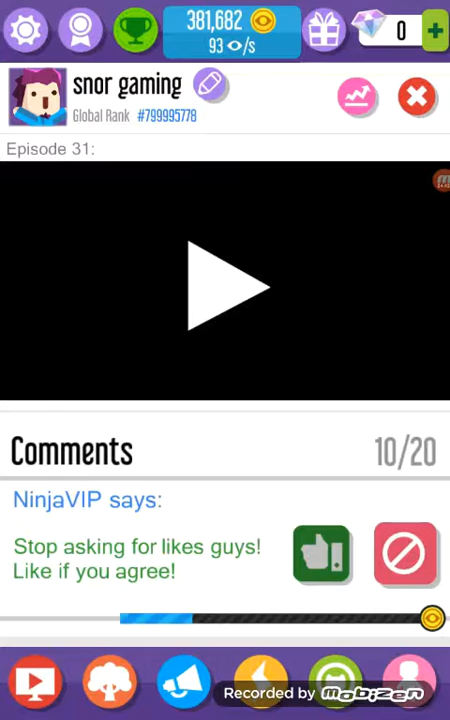 381,682
93 /s
0
snor gaming
Global Rank #799995778
Episode 31:
Comments 10/20
NinjaVIP says:
Stop asking for likes guys!
Like if you agree!
Recorded by mobizen